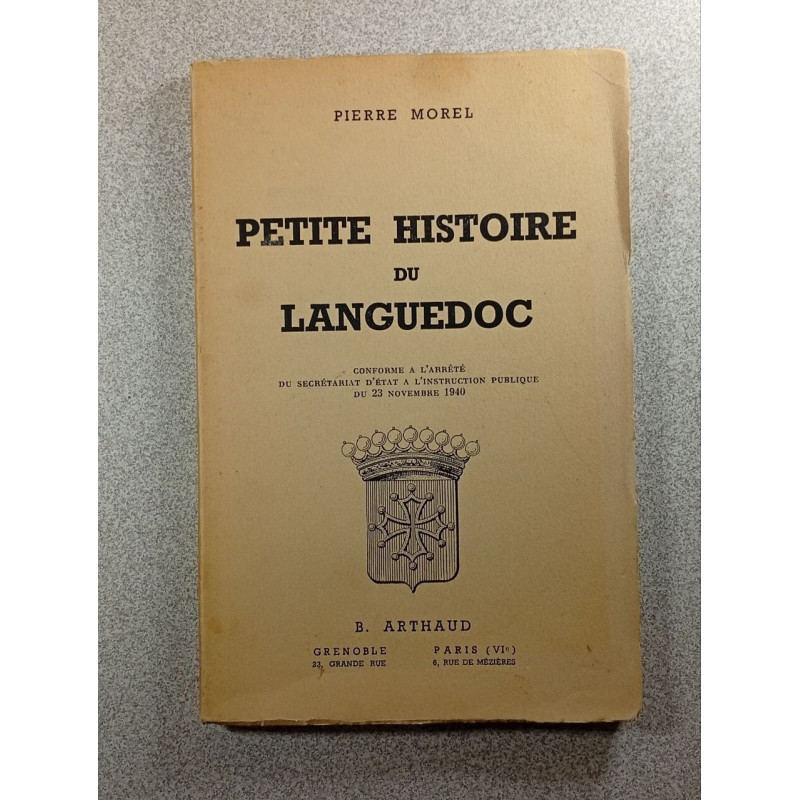 PIERRE MOREL
PETITE HISTOIRE
DU
LANGUEDOC
CONFORME A L'ARRÊTÉ
DU SECRÉTARIAT D'ÉTAT A L'INSTRUCTION PUBLIQUE
DU 23 NOVEMBRE 1940
B. ARTHAUD
GRENOBLE PARIS (VIe)
23, GRANDE RUE 6, RUE DE MÉZIÈRES